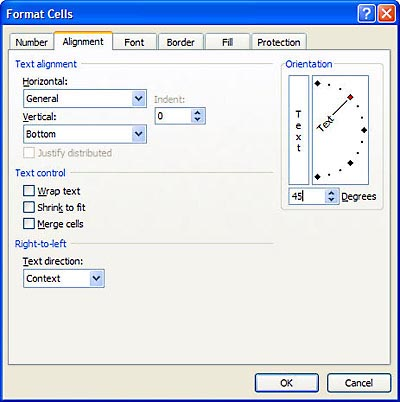 Format Cells
Number Alignment Font Border Fill Protection
Text alignment
Horizontal:
General
Indent:
Vertical:
0
Bottom
Justify distributed
Text control
Wrap text
Shrink to fit
Merge cells
Right-to-left
Text direction:
Context
Orientation
Text
Text
45 Degrees
OK Cancel